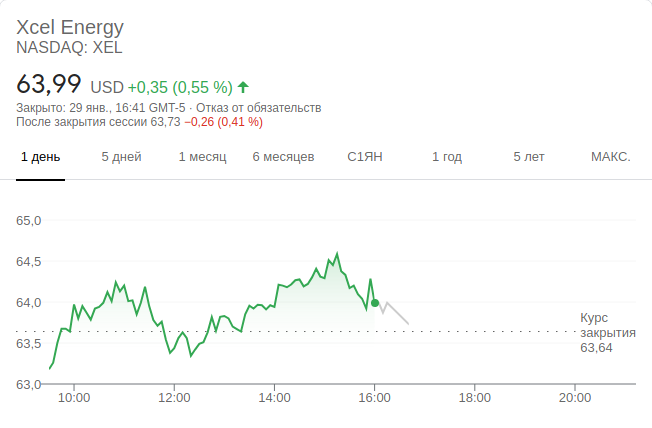 Xcel Energy
NASDAQ: XEL
63,99 USD +0,35 (0,55 %)
Закрыто: 29 янв., 16:41 GMT-5 · Отказ от обязательств
После закрытия сессии 63,73 −0,26 (0,41 %)
1 день 5 дней 1 месяц 6 месяцев С1ЯН 1 год 5 лет МАКС.
65,0
64,5
64,0
63,5
63,0
Курс
закрытия
63,64
10:00 12:00 14:00 16:00 18:00 20:00